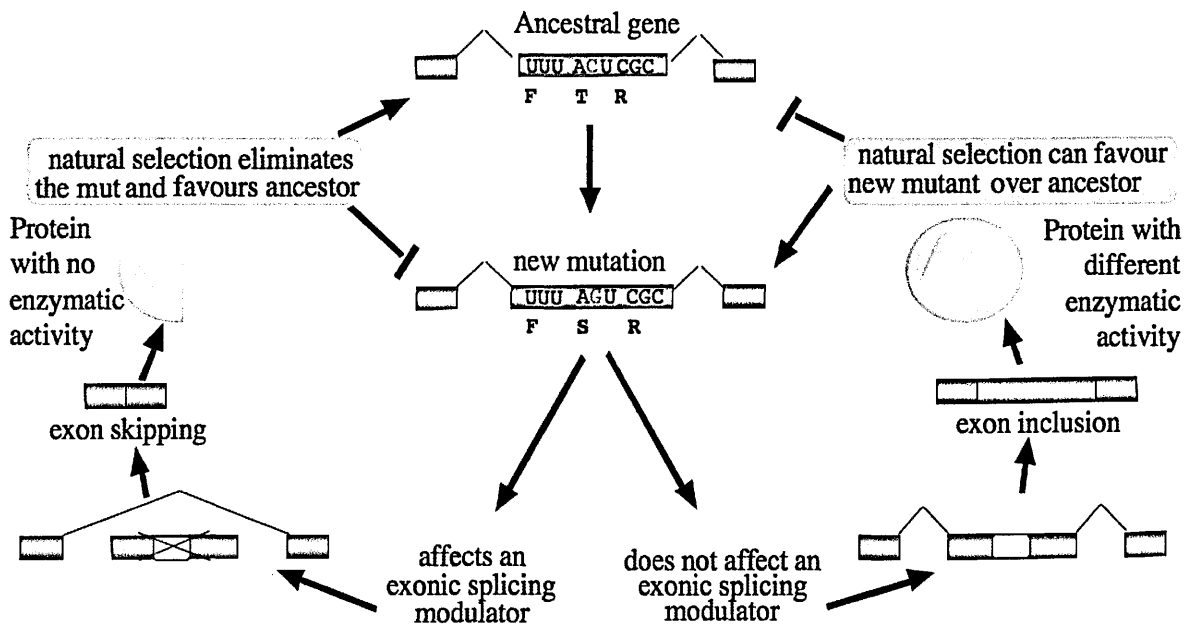 Ancestral gene
UUU ACU CGC
F T R
natural selection eliminates
the mut and favours ancestor
natural selection can favour
new mutant over ancestor
Protein
with no
enzymatic
activity
new mutation
UUU AGU CGC
F S R
Protein with
different
enzymatic
activity
exon skipping
exon inclusion
affects an
exonic splicing
modulator
does not affect an
exonic splicing
modulator